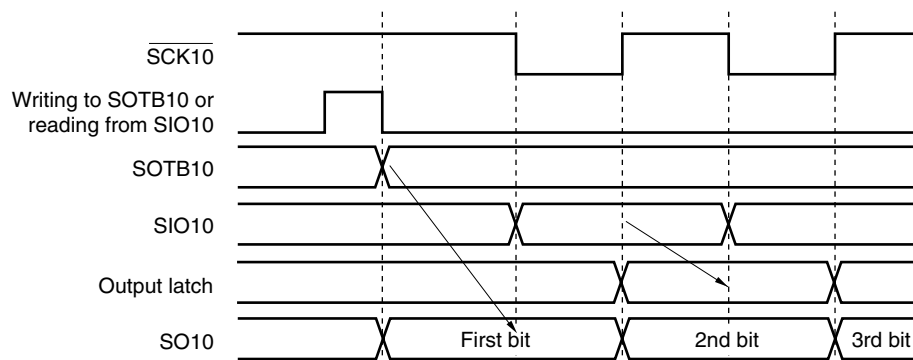 SCK10
Writing to SOTB10 or
reading from SIO10
SOTB10
SIO10
Output latch
SO10
First bit
2nd bit
3rd bit